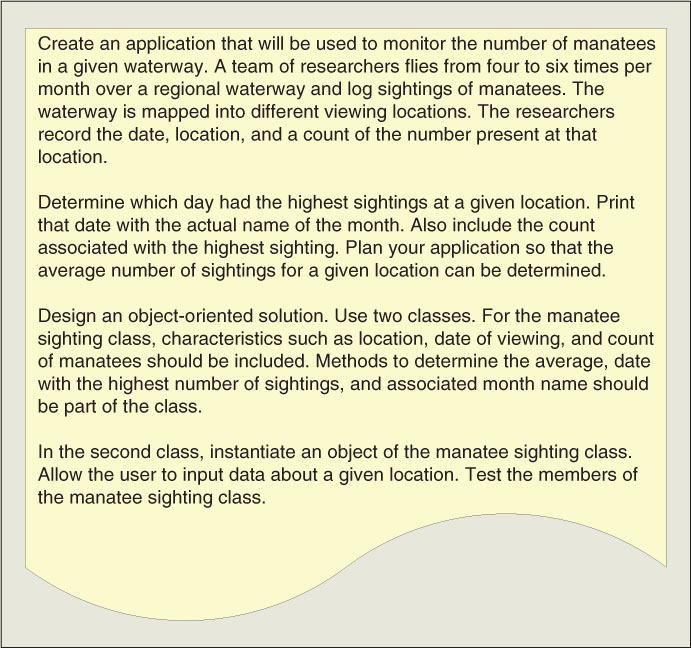 Create an application that will be used to monitor the number of manatees
in a given waterway. A team of researchers flies from four to six times per
month over a regional waterway and log sightings of manatees. The
waterway is mapped into different viewing locations. The researchers
record the date, location, and a count of the number present at that
location.
Determine which day had the highest sightings at a given location. Print
that date with the actual name of the month. Also include the count
associated with the highest sighting. Plan your application so that the
average number of sightings for a given location can be determined.
Design an object-oriented solution. Use two classes. For the manatee
sighting class, characteristics such as location, date of viewing, and count
of manatees should be included. Methods to determine the average, date
with the highest number of sightings, and associated month name should
be part of the class.
In the second class, instantiate an object of the manatee sighting class.
Allow the user to input data about a given location. Test the members of
the manatee sighting class.